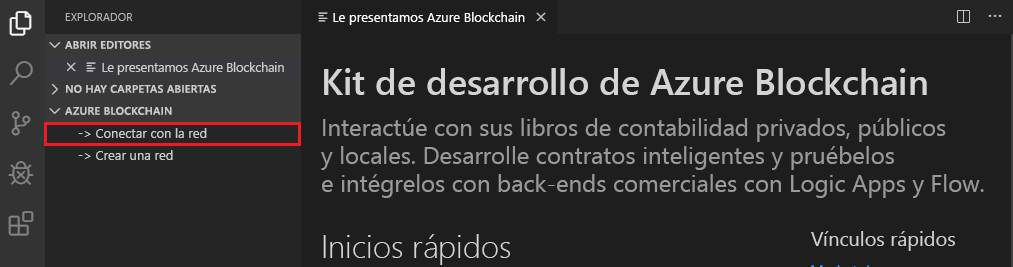 EXPLORADOR
ABRIR EDITORES
Le presentamos Azure Blockchain
NO HAY CARPETAS ABIERTAS
AZURE BLOCKCHAIN
-> Conectar con la red
-> Crear una red
Le presentamos Azure Blockchain
Kit de desarrollo de Azure Blockchain
Interactúe con sus libros de contabilidad privados, públicos
y locales. Desarrolle contratos inteligentes y pruébelos
e intégrelos con back-ends comerciales con Logic Apps y Flow.
Inicios rápidos
Vínculos rápidos